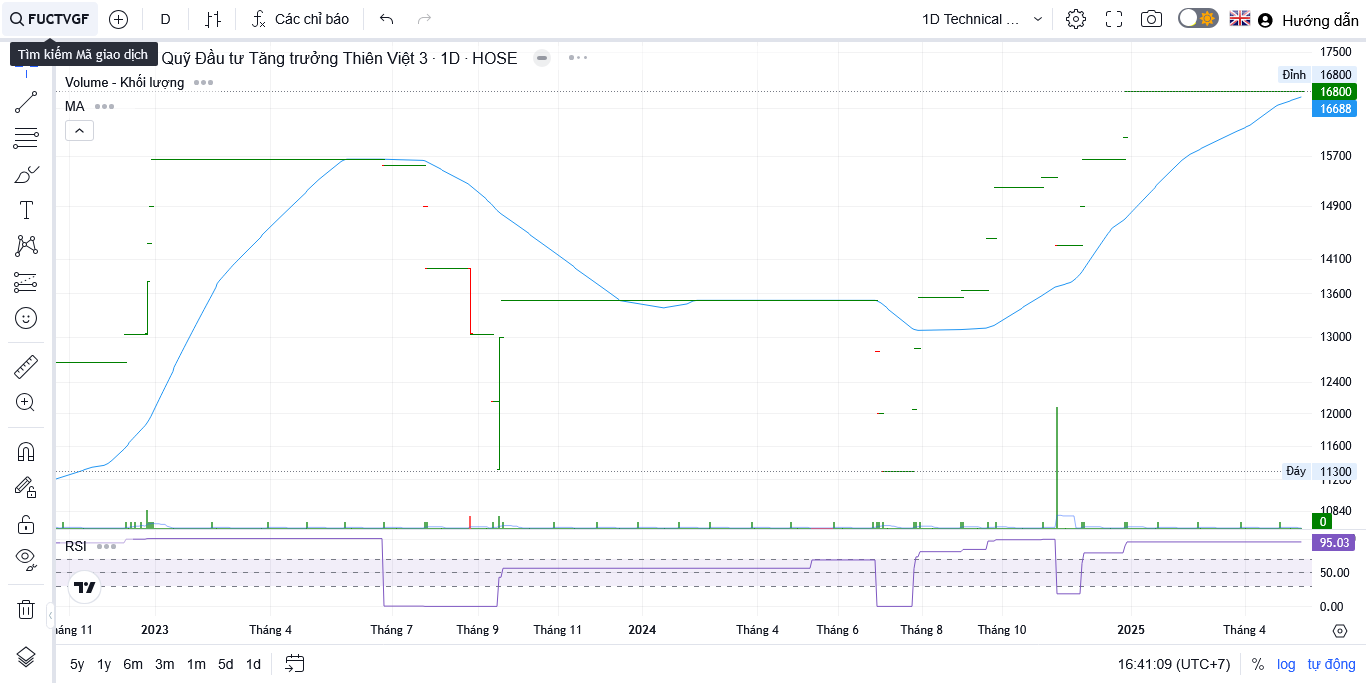 FUCTVGF D Các chỉ báo 1D Technical ... Hướng dẫn
Tìm kiếm Mã giao dịch
Quỹ Đầu tư Tăng trưởng Thiên Việt 3 · 1D · HOSE
Volume - Khối lượng
MA
17500
Đỉnh 16800
16800
16688
15700
14900
14100
13600
13000
12400
12000
11600
Đáy 11300
11200
10840
0
RSI
95.03
50.00
0.00
áng 11 2023 Tháng 4 Tháng 7 Tháng 9 Tháng 11 2024 Tháng 4 Tháng 6 Tháng 8 Tháng 10 2025 Tháng 4
5y 1y 6m 3m 1m 5d 1d 16:41:09 (UTC+7) % log tự động